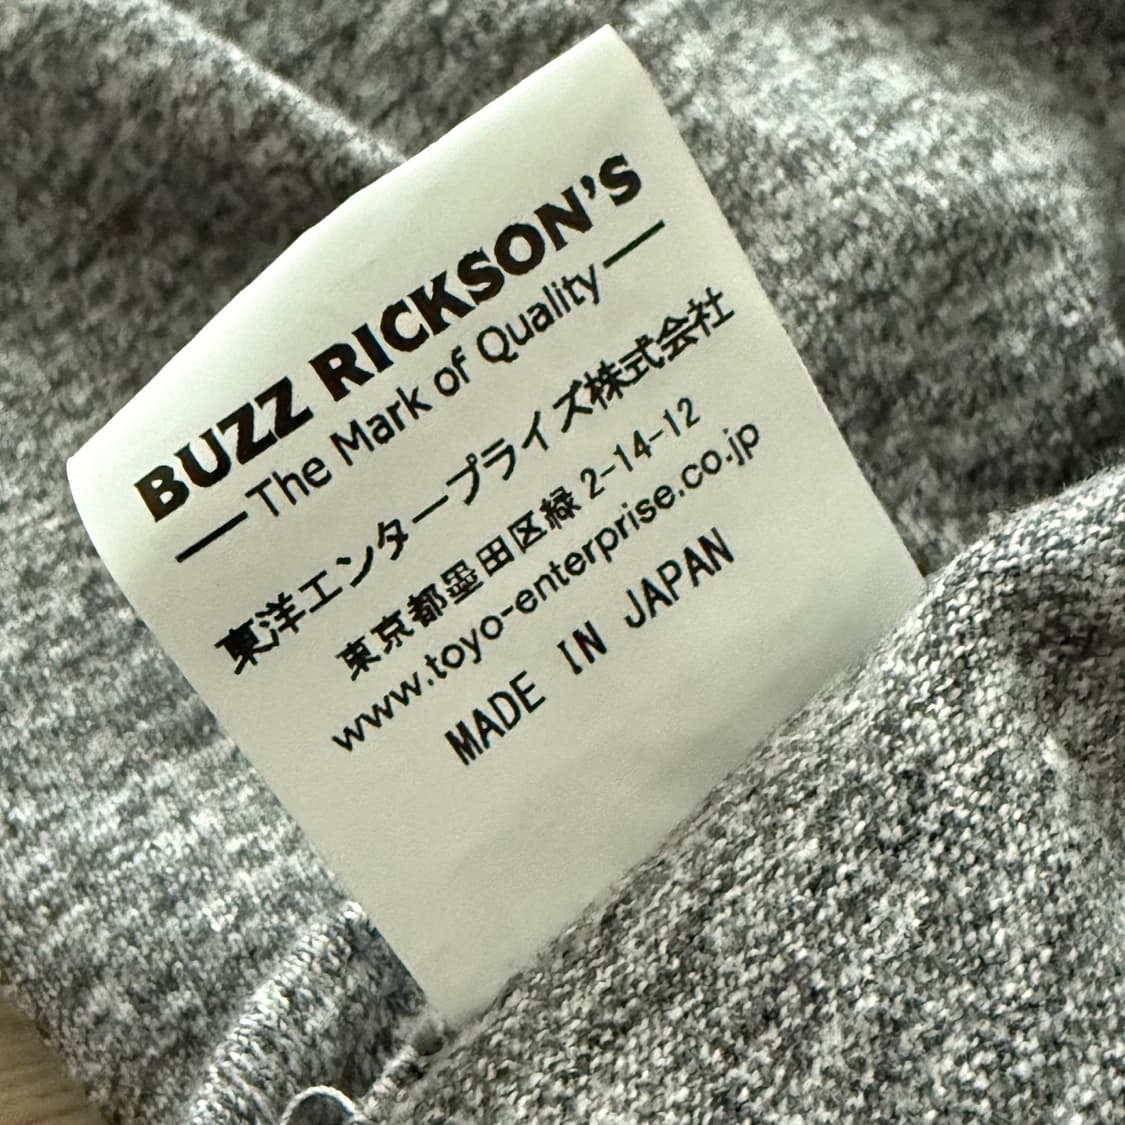 BUZZ RICKSON'S
The Mark of Quality
東洋エンタープライズ株式会社
東京都墨田区緑 2-14-12
www.toyo-enterprise.co.jp
MADE IN JAPAN